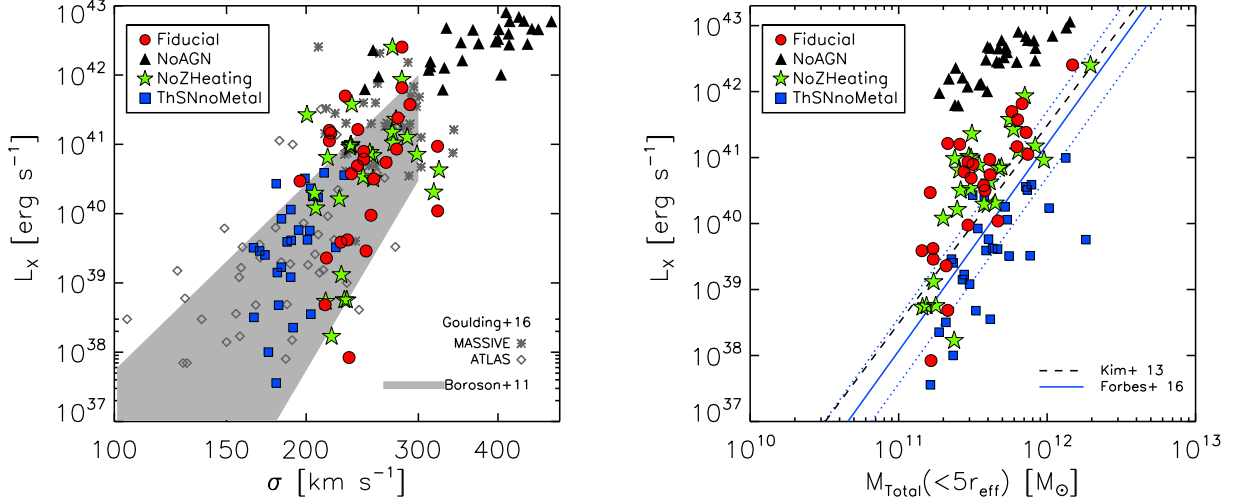 10^43
10^42
10^41
10^40
10^39
10^38
10^37
L_X [erg s^-1]
Fiducial
NoAGN
NoZHeating
ThSNnoMetal
Goulding+16
MASSIVE
ATLAS
Boroson+11
100 200 300 400
σ [km s^-1]
10^43
10^42
10^41
10^40
10^39
10^38
10^37
L_X [erg s^-1]
Fiducial
NoAGN
NoZHeating
ThSNnoMetal
Kim+ 13
Forbes+ 16
10^10 10^11 10^12 10^13
M_Total(<5r_eff) [M_⊙]